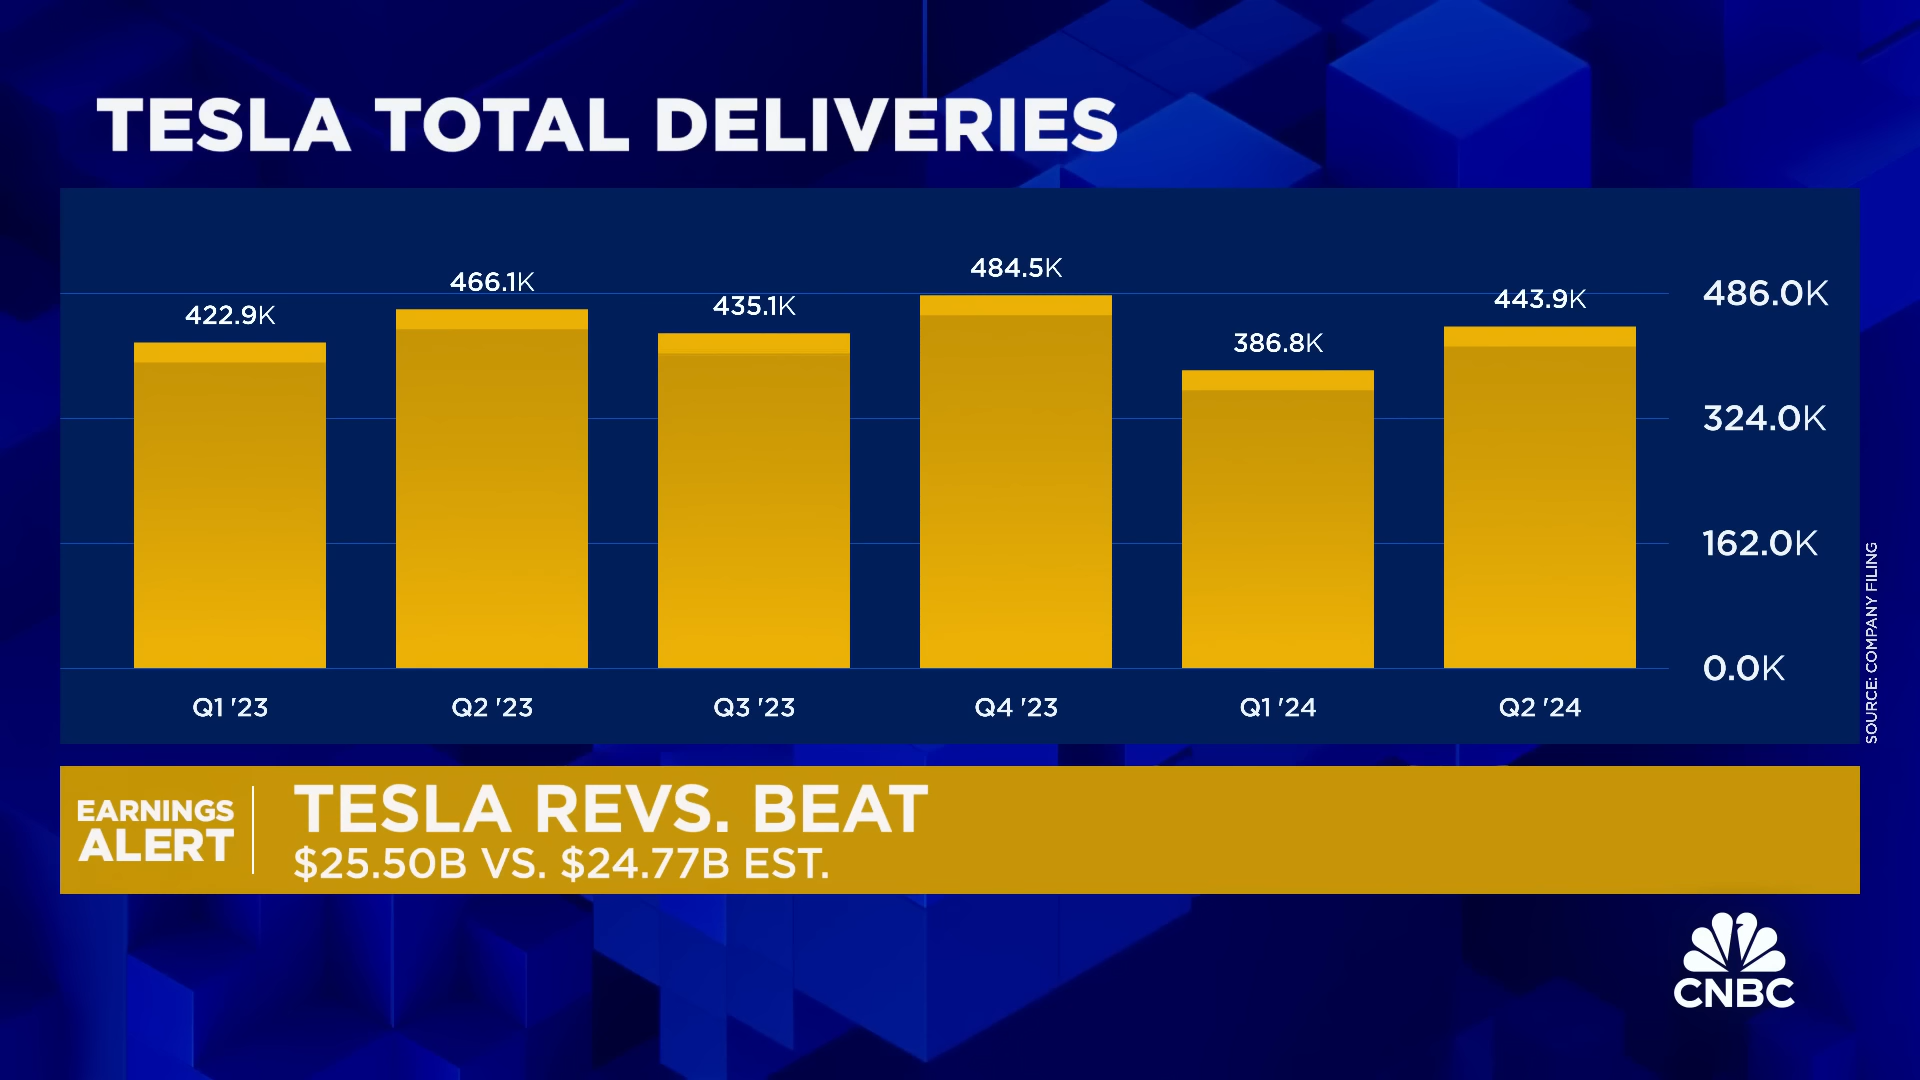 TESLA TOTAL DELIVERIES
422.9K
466.1K
435.1K
484.5K
386.8K
443.9K
486.0K
324.0K
162.0K
0.0K
Q1 '23
Q2 '23
Q3 '23
Q4 '23
Q1 '24
Q2 '24
SOURCE: COMPANY FILING
EARNINGS
ALERT
TESLA REVS. BEAT
$25.50B VS. $24.77B EST.
CNBC